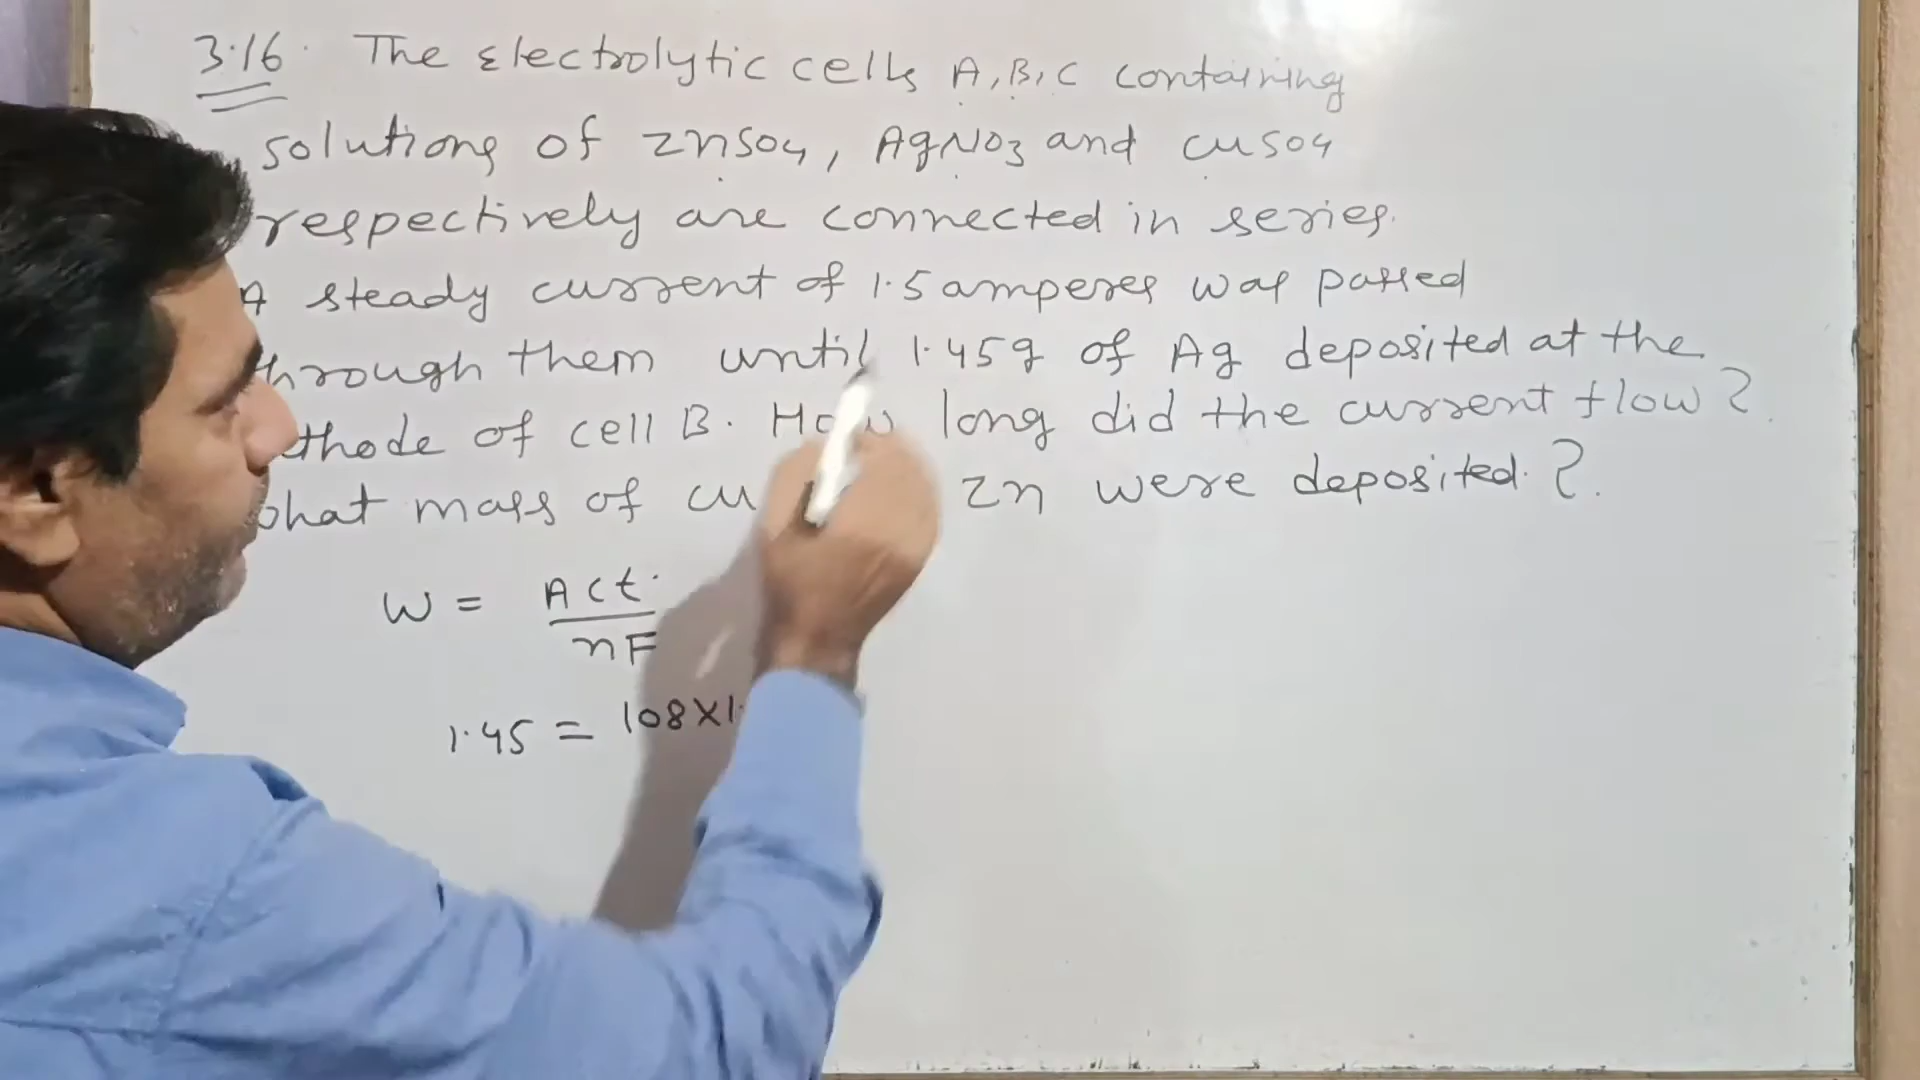 3.16. The Electrolytic cells A, B, C containing
solutions of ZnSO4, AgNO3 and CuSO4
respectively are connected in series.
A steady current of 1.5 amperes was passed
hrough them until 1.45g of Ag deposited at the
thode of cell B. How long did the current flow?
hat mass of Cu Zn were deposited.?
W = ACt / nF
1.45 = 108X1.